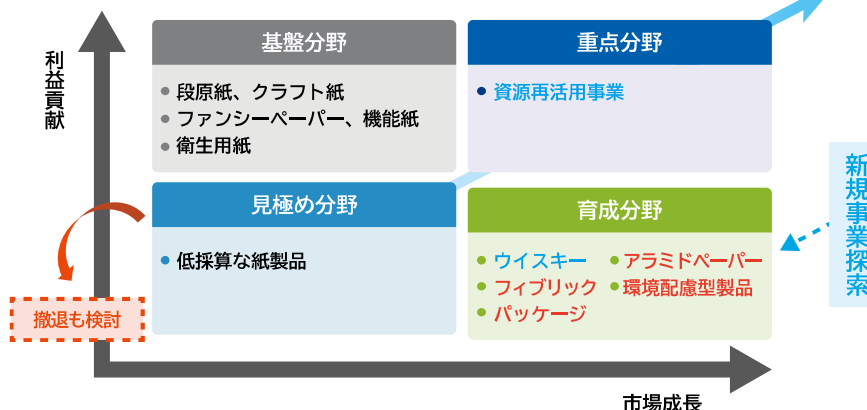 利益貢献
基盤分野
段原紙、クラフト紙
ファンシーペーパー、機能紙
衛生用紙
重点分野
資源再活用事業
見極め分野
低採算な紙製品
育成分野
ウイスキー
アラミドペーパー
フィブリック
環境配慮型製品
パッケージ
撤退も検討
新規事業探索
市場成長